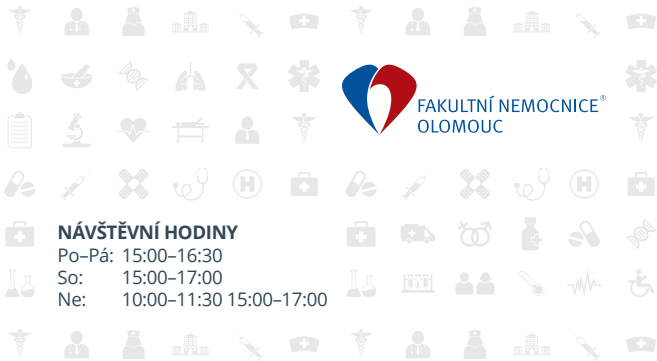 FAKULTNÍ NEMOCNICE®
OLOMOUC
NÁVŠTĚVNÍ HODINY
Po–Pá: 15:00–16:30
So: 15:00–17:00
Ne: 10:00–11:30 15:00–17:00